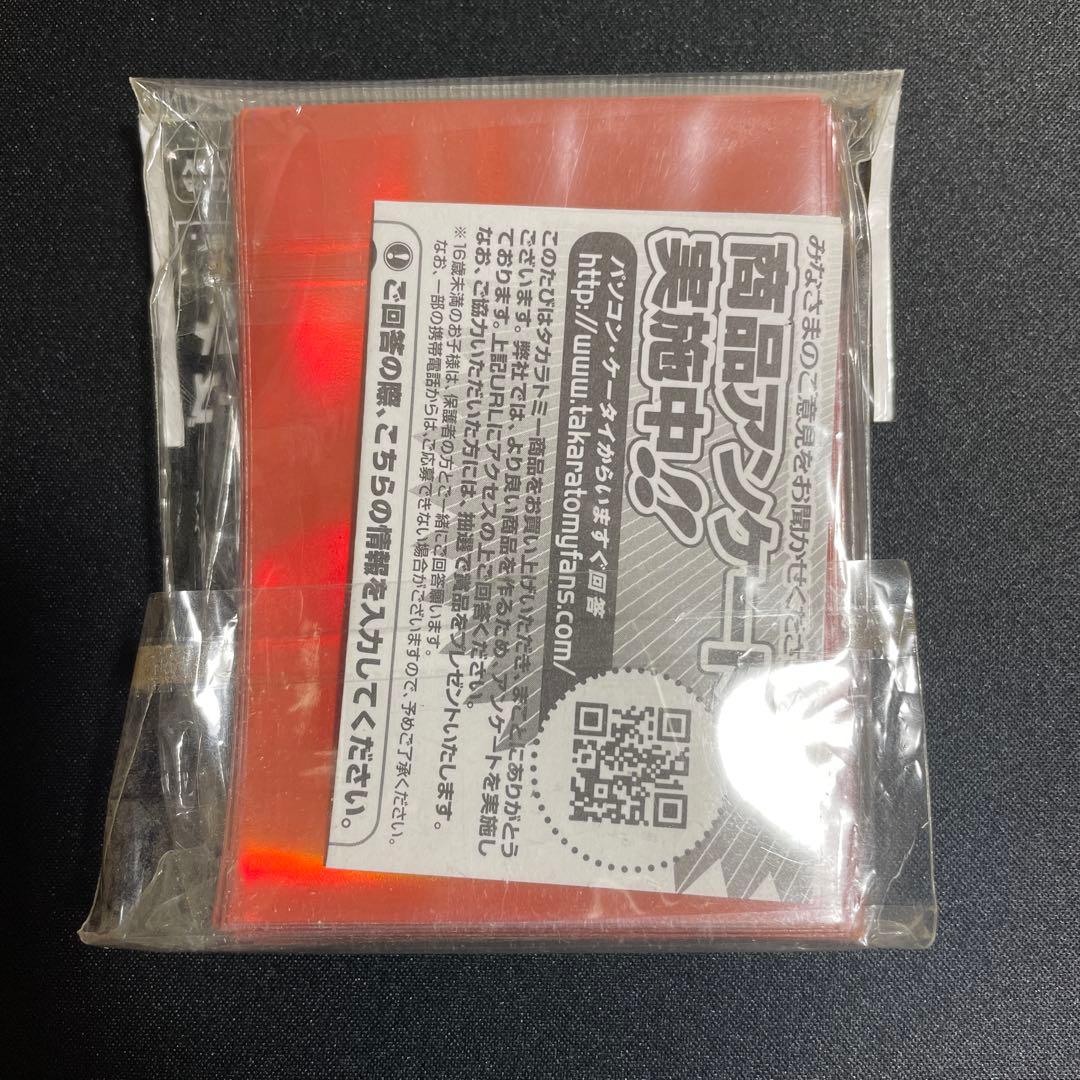 みなさまのご意見をお聞かせくださ
商品アンケート
実施中!!
パソコン・ケータイからいますぐ回答
http://www.takaratomyfans.com/
このたびはタカラトミー商品をお買い上げいただき、まことにありがとう
ございます。弊社では、より良い商品を作るため、アンケートを実施し
ております。上記URLにアクセスの上ご回答ください。
なお、ご協力いただいた方には、抽選で賞品をプレゼントいたします。
※16歳未満のお子様は、保護者の方とご一緒にご回答願います。
なお、一部の携帯電話からは、ご応募できない場合がございますので、予めご了承ください。
! ご回答の際、こちらの情報を入力してください。